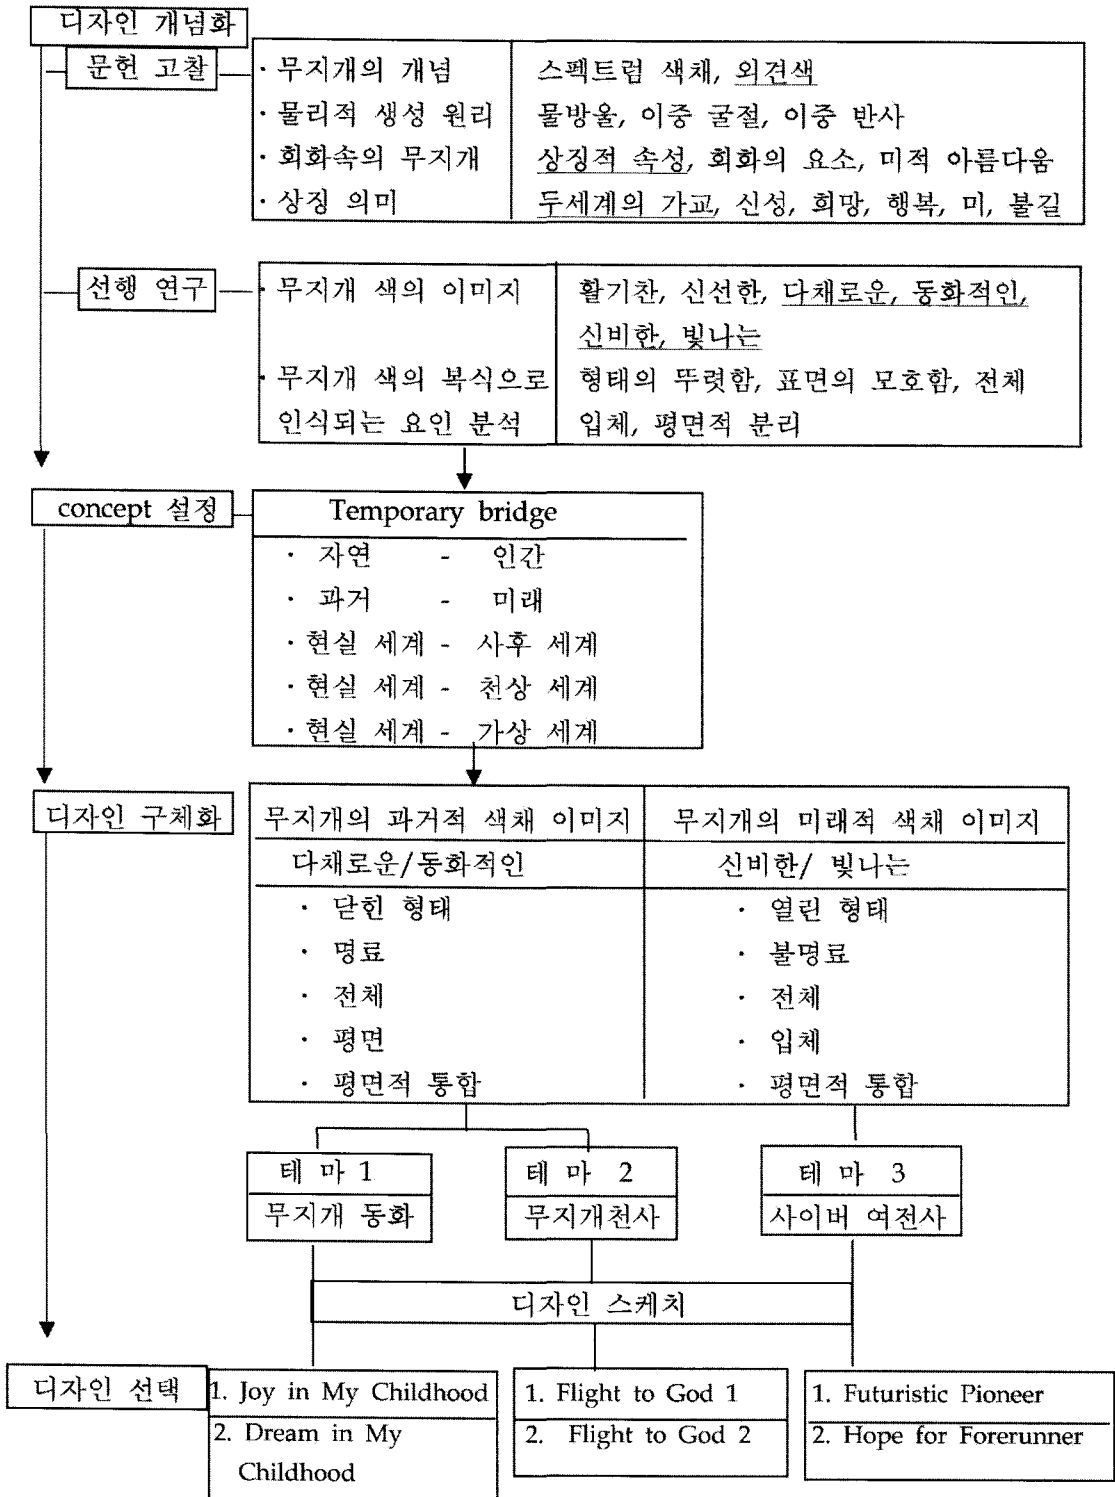 디자인 개념화
문헌 고찰
· 무지개의 개념 스펙트럼 색채, 외견색
· 물리적 생성 원리 물방울, 이중 굴절, 이중 반사
· 회화속의 무지개 상징적 속성, 회화의 요소, 미적 아름다움
· 상징 의미 두세계의 가교, 신성, 희망, 행복, 미, 불길
선행 연구
· 무지개 색의 이미지 활기찬, 신선한, 다채로운, 동화적인,
신비한, 빛나는
· 무지개 색의 복식으로 형태의 뚜렷함, 표면의 모호함, 전체
인식되는 요인 분석 입체, 평면적 분리
concept 설정
Temporary bridge
· 자연 - 인간
· 과거 - 미래
· 현실 세계 - 사후 세계
· 현실 세계 - 천상 세계
· 현실 세계 - 가상 세계
디자인 구체화
무지개의 과거적 색채 이미지 무지개의 미래적 색채 이미지
다채로운/동화적인 신비한/ 빛나는
· 닫힌 형태 · 열린 형태
· 명료 · 불명료
· 전체 · 전체
· 평면 · 입체
· 평면적 통합 · 평면적 통합
테 마 1 테 마 2 테 마 3
무지개 동화 무지개천사 사이버 여전사
디자인 스케치
디자인 선택
1. Joy in My Childhood 1. Flight to God 1 1. Futuristic Pioneer
2. Dream in My 2. Flight to God 2 2. Hope for Forerunner
Childhood